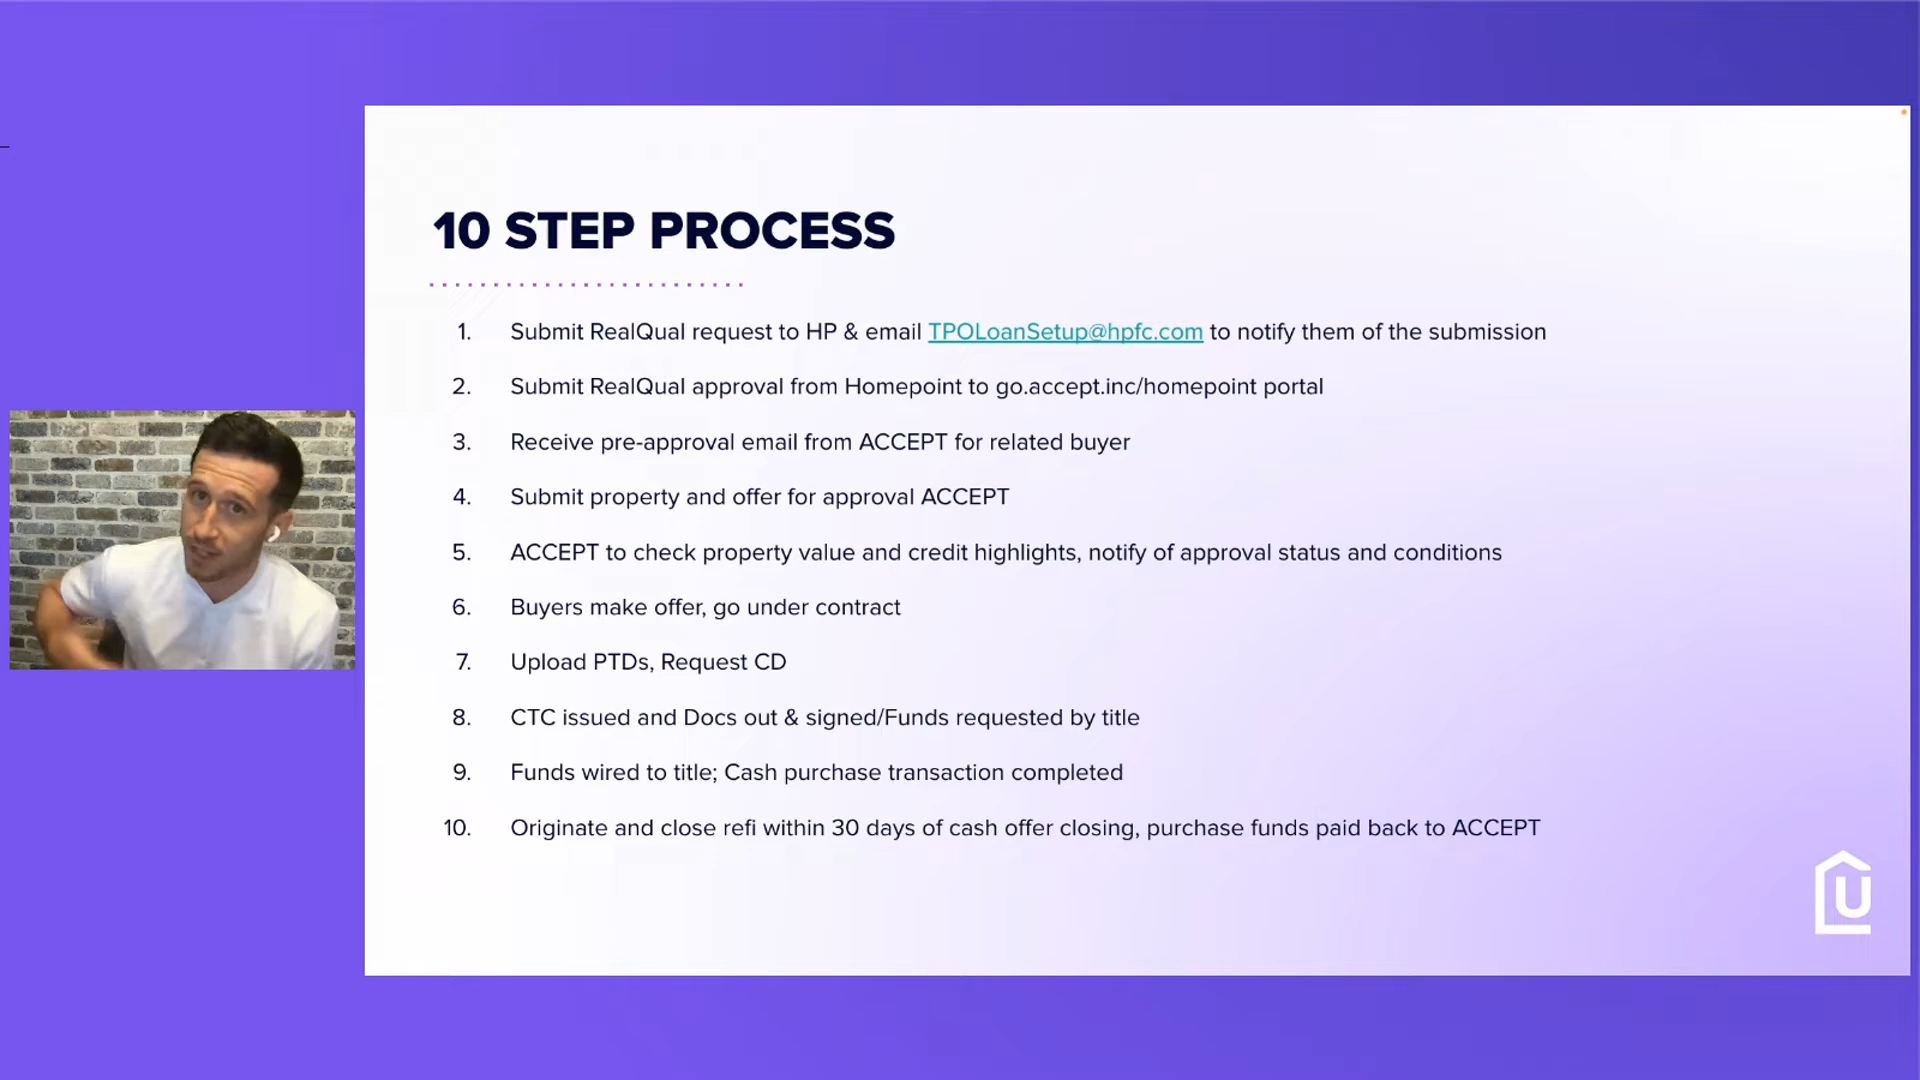 10 STEP PROCESS
1. Submit RealQual request to HP & email TPOLoanSetup@hpfc.com to notify them of the submission
2. Submit RealQual approval from Homepoint to go.accept.inc/homepoint portal
3. Receive pre-approval email from ACCEPT for related buyer
4. Submit property and offer for approval ACCEPT
5. ACCEPT to check property value and credit highlights, notify of approval status and conditions
6. Buyers make offer, go under contract
7. Upload PTDs, Request CD
8. CTC issued and Docs out & signed/Funds requested by title
9. Funds wired to title; Cash purchase transaction completed
10. Originate and close refi within 30 days of cash offer closing, purchase funds paid back to ACCEPT
U